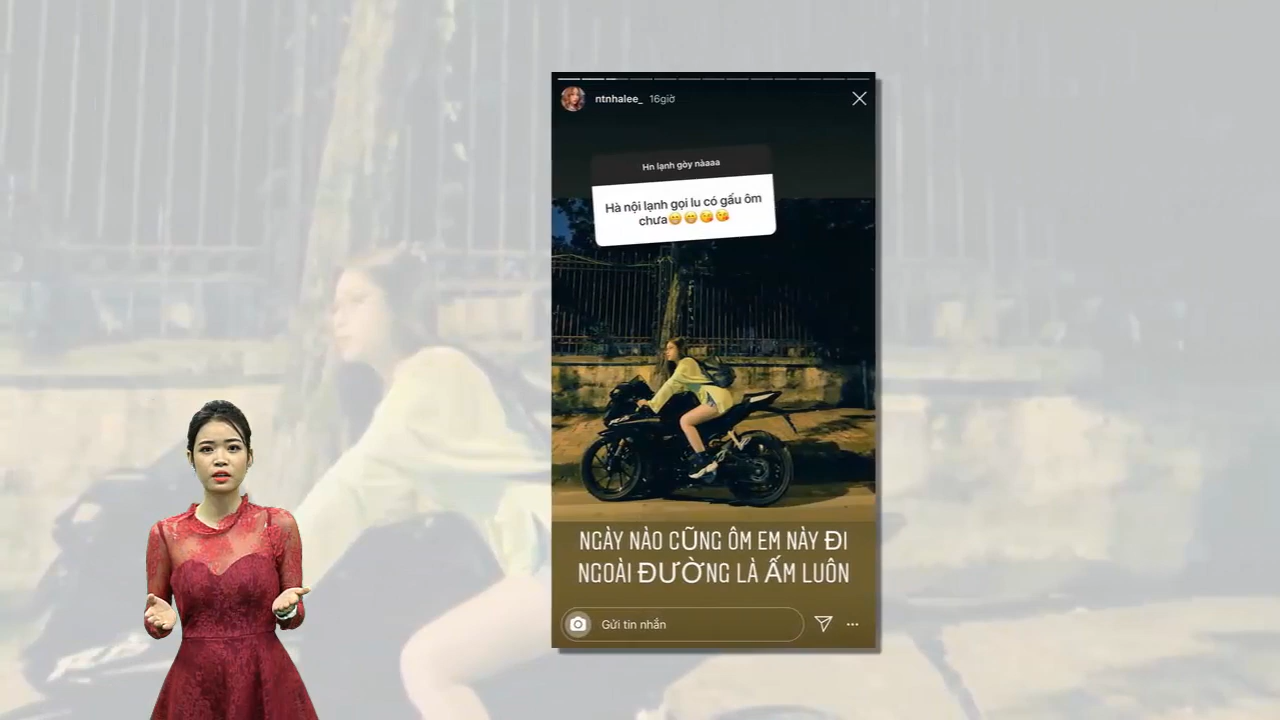 ntnhalee_ 16giờ
Hn lạnh gòy nàaaa
Hà nội lạnh gọi lu có gấu ôm
chưa😁😁😘😘
NGÀY NÀO CŨNG ÔM EM NÀY ĐI
NGOÀI ĐƯỜNG LÀ ẤM LUÔN
Gửi tin nhắn